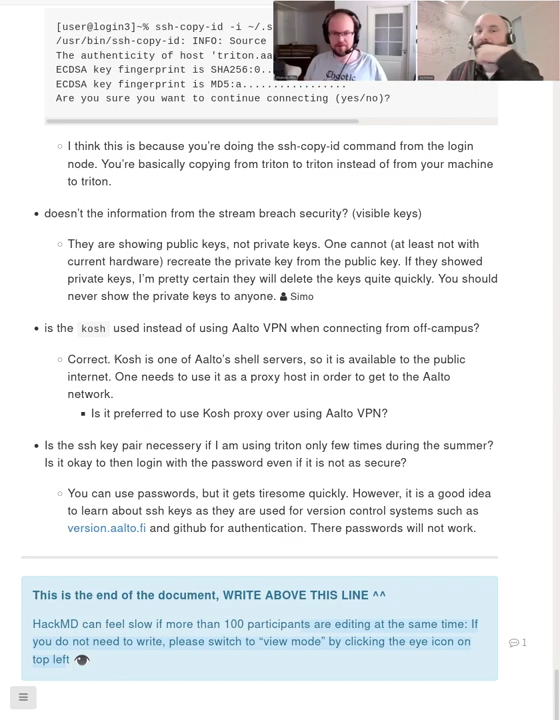 [user@login3]~% ssh-copy-id -i ~/.s
/usr/bin/ssh-copy-id: INFO: Source
The authenticity of host 'triton.aa
ECDSA key fingerprint is SHA256:0..
ECDSA key fingerprint is MD5:a.................
Are you sure you want to continue connecting (yes/no)?
I think this is because you're doing the ssh-copy-id command from the login
node. You're basically copying from triton to triton instead of from your machine
to triton.
doesn't the information from the stream breach security? (visible keys)
They are showing public keys, not private keys. One cannot (at least not with
current hardware) recreate the private key from the public key. If they showed
private keys, I'm pretty certain they will delete the keys quite quickly. You should
never show the private keys to anyone. Simo
is the kosh used instead of using Aalto VPN when connecting from off-campus?
Correct. Kosh is one of Aalto's shell servers, so it is available to the public
internet. One needs to use it as a proxy host in order to get to the Aalto
network.
Is it preferred to use Kosh proxy over using Aalto VPN?
Is the ssh key pair necessery if I am using triton only few times during the summer?
Is it okay to then login with the password even if it is not as secure?
You can use passwords, but it gets tiresome quickly. However, it is a good idea
to learn about ssh keys as they are used for version control systems such as
version.aalto.fi and github for authentication. There passwords will not work.
This is the end of the document, WRITE ABOVE THIS LINE ^^
HackMD can feel slow if more than 100 participants are editing at the same time: If
you do not need to write, please switch to “view mode” by clicking the eye icon on
top left
1